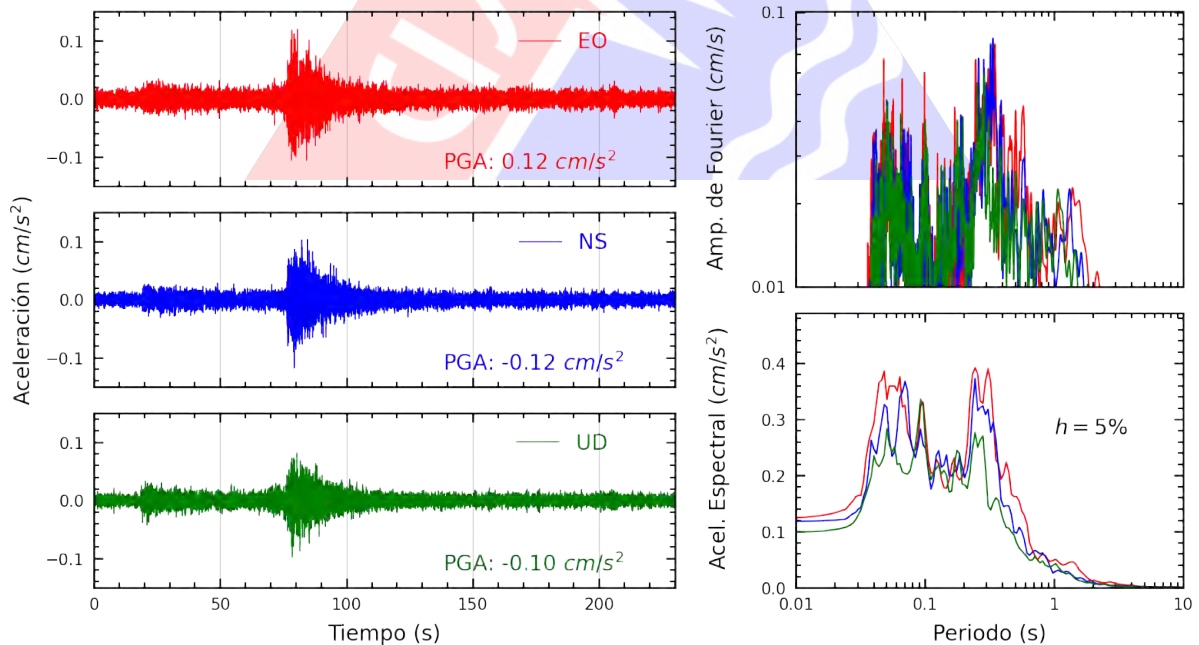 Aceleración (cm/s²)
0.1
0.0
−0.1
EO
PGA: 0.12 cm/s²
0.1
0.0
−0.1
NS
PGA: -0.12 cm/s²
0.1
0.0
−0.1
UD
PGA: -0.10 cm/s²
0 50 100 150 200
Tiempo (s)
Amp. de Fourier (cm/s)
0.1
0.01
Acel. Espectral (cm/s²)
0.4
0.3
0.2
0.1
0.0
h = 5%
0.01 0.1 1 10
Periodo (s)